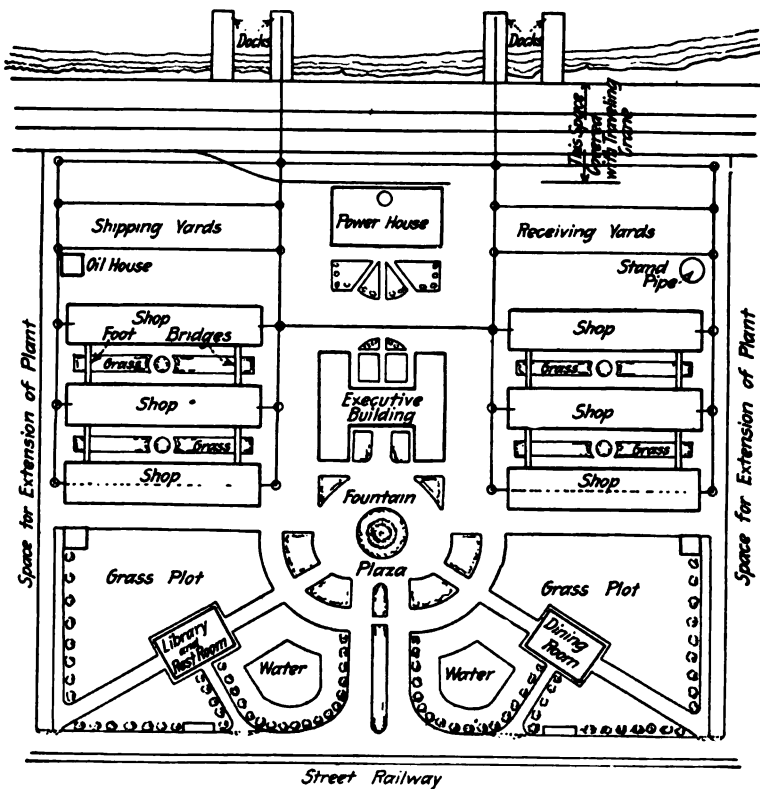 Docks
Docks
This Space
Covered
with Traveling
Crane
Shipping Yards
Power House
Receiving Yards
Oil House
Stand
Pipe
Shop
Foot Bridges
Grass
Shop
Grass
Shop
Executive
Building
Shop
Grass
Shop
Grass
Shop
Space for Extension of Plant
Space for Extension of Plant
Fountain
Plaza
Grass Plot
Grass Plot
Library
and
Rest Room
Dining
Room
Water
Water
Street Railway